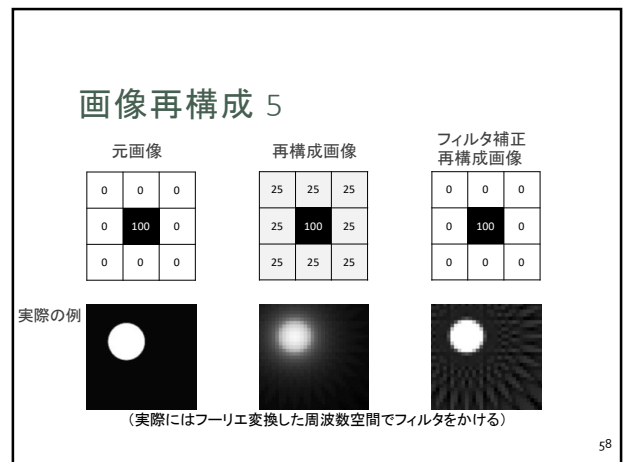 画像再構成 5
元画像
再構成画像
フィルタ補正
再構成画像
0 0 0
0 100 0
0 0 0
25 25 25
25 100 25
25 25 25
0 0 0
0 100 0
0 0 0
実際の例
（実際にはフーリエ変換した周波数空間でフィルタをかける）
58